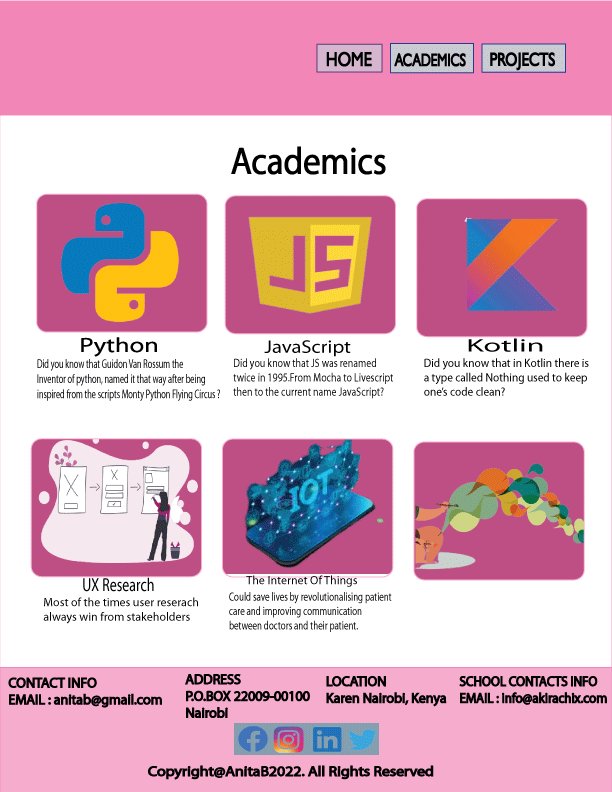 HOME ACADEMICS PROJECTS
Academics
JS
Python
Did you know that Guidon Van Rossum the
Inventor of python, named it that way after being
inspired from the scripts Monty Python Flying Circus ?
JavaScript
Did you know that JS was renamed
twice in 1995.From Mocha to Livescript
then to the current name JavaScript?
Kotlin
Did you know that in Kotlin there is
a type called Nothing used to keep
one's code clean?
UX Research
Most of the times user reserach
always win from stakeholders
IOT
The Internet Of Things
Could save lives by revolutionalising patient
care and improving communication
between doctors and their patient.
CONTACT INFO
EMAIL : anitab@gmail.com
ADDRESS
P.O.BOX 22009-00100
Nairobi
LOCATION
Karen Nairobi, Kenya
SCHOOL CONTACTS INFO
EMAIL : info@akirachix.com
in
Copyright@AnitaB2022. All Rights Reserved